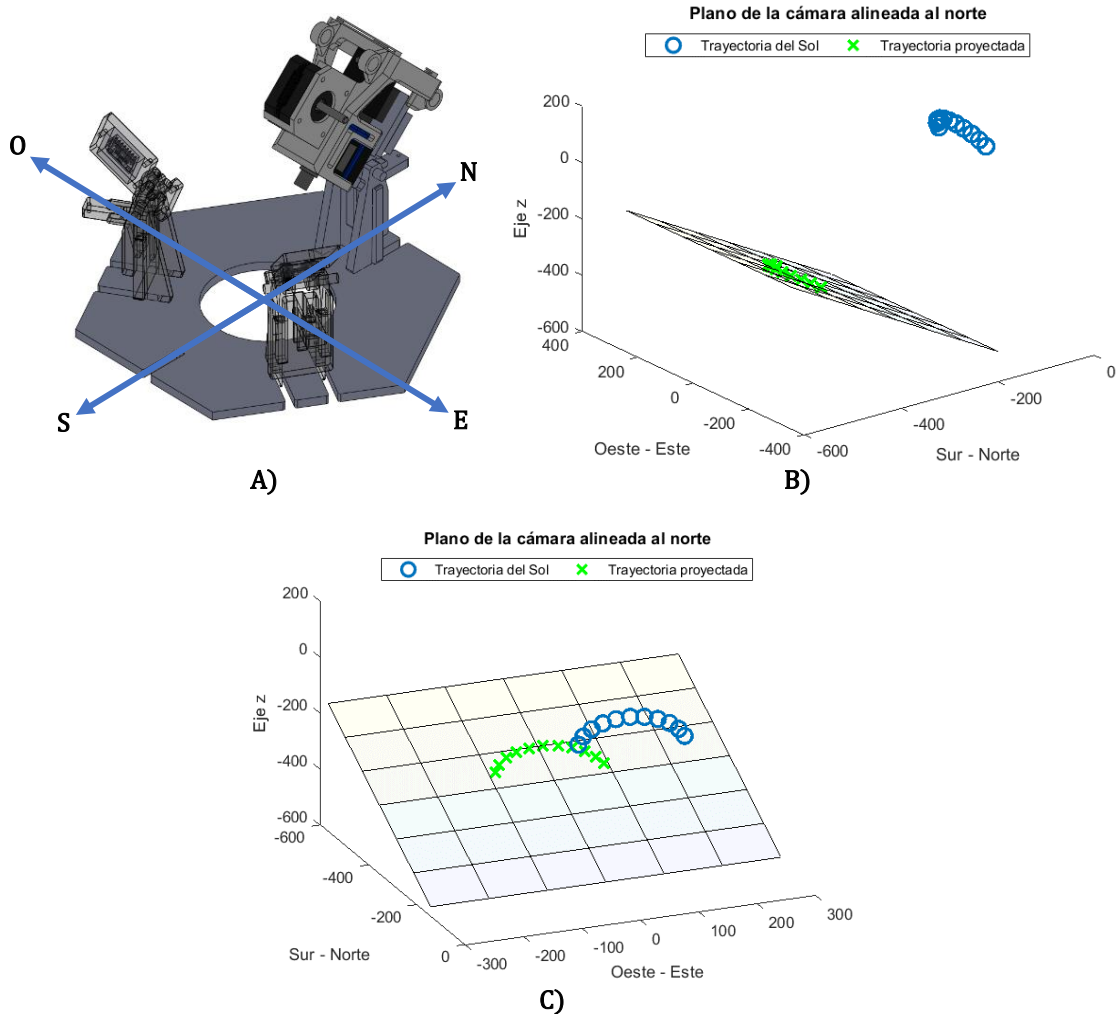 O
N
S
E
A)
Plano de la cámara alineada al norte
Trayectoria del Sol
Trayectoria proyectada
200
0
-200
-400
-600
Eje z
400
200
0
-200
-400
Oeste - Este
-600
-400
-200
0
Sur - Norte
B)
Plano de la cámara alineada al norte
Trayectoria del Sol
Trayectoria proyectada
200
0
-200
-400
-600
Eje z
-600
-400
-200
0
Sur - Norte
-300
-200
-100
0
100
200
300
Oeste - Este
C)